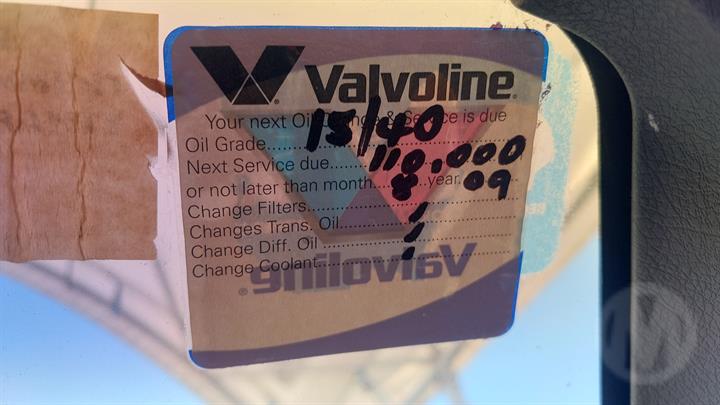 Valvoline
Your next Oil Change & Service is due
Oil Grade 15/40
Next Service due 110,000
or not later than month 8 year 09
Change Filters
Changes Trans. Oil
Change Diff. Oil
Change Coolant
Valvoline